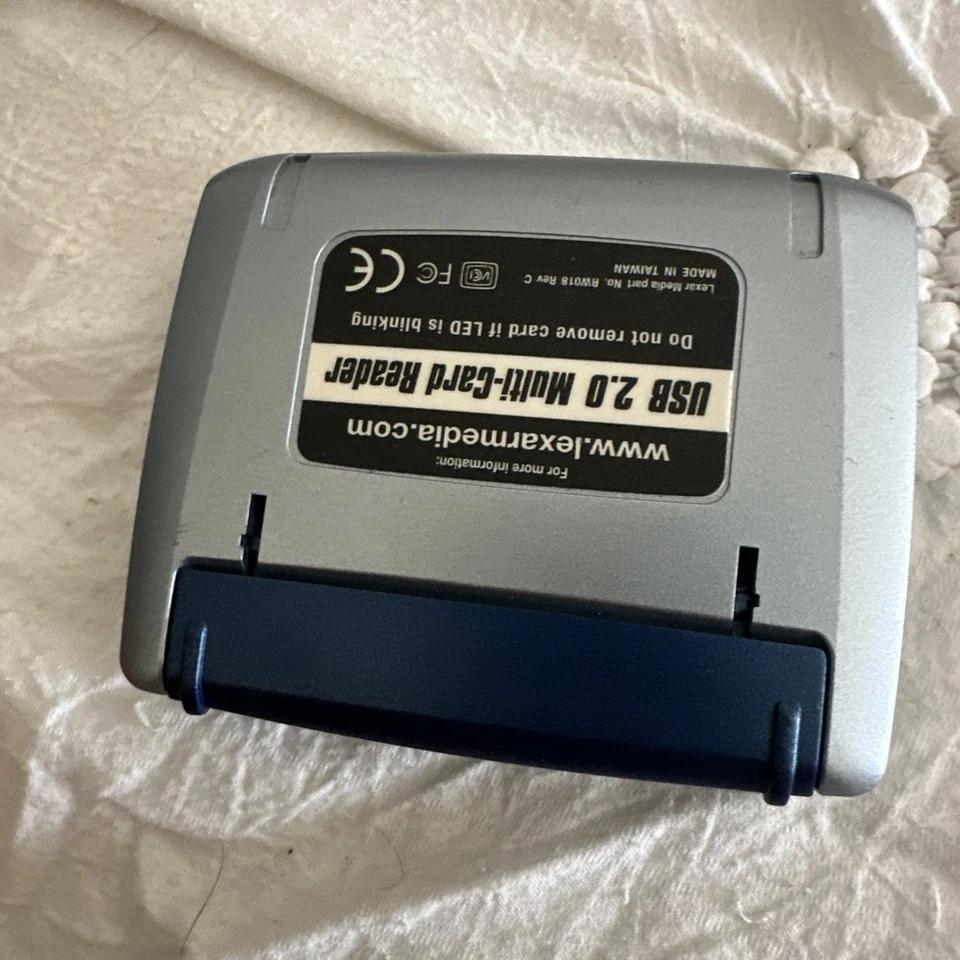 For more information:
www.lexarmedia.com
USB 2.0 Multi-Card Reader
Do not remove card if LED is blinking
Lexar Media part No. RW018 Rev C
MADE IN TAIWAN
VCI FC CE